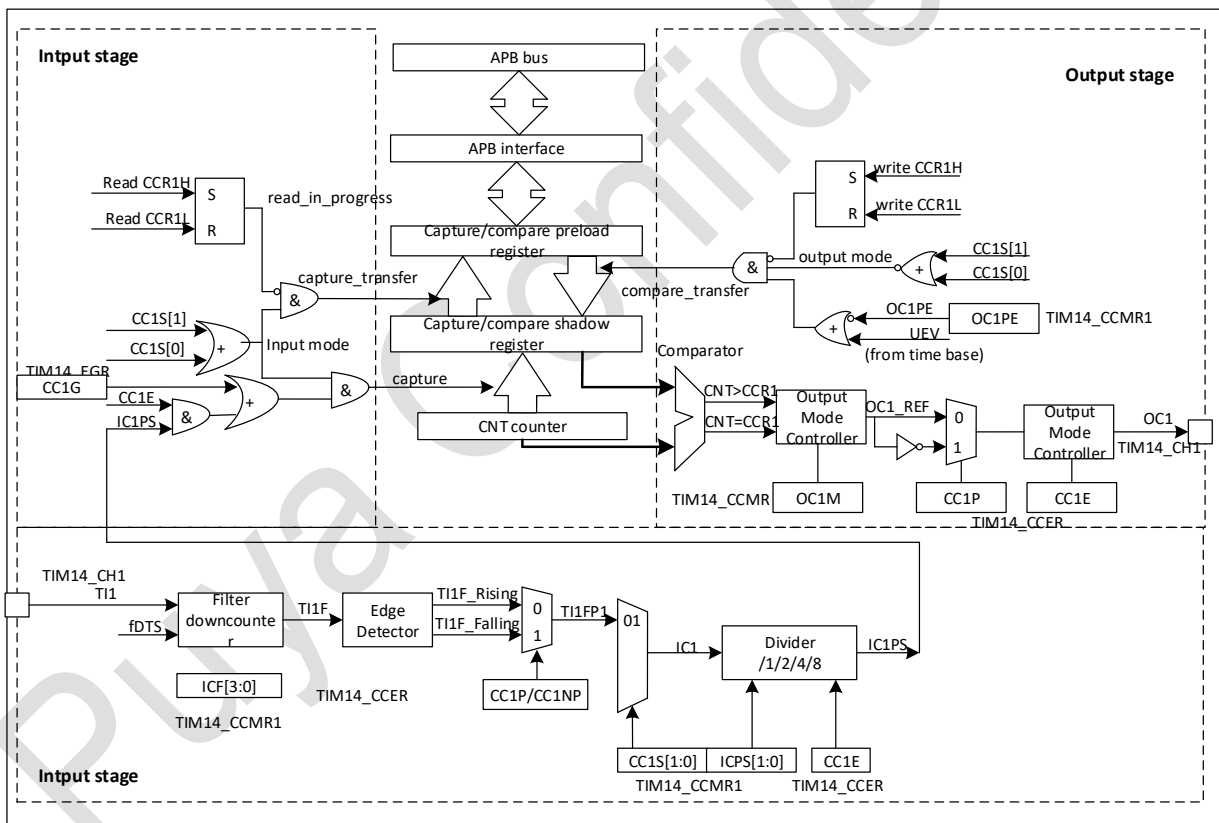 Intput stage
APB bus
Output stage
APB interface
Read CCR1H
S
Read CCR1L
R
read_in_progress
write CCR1H
S
write CCR1L
R
Capture/compare preload
register
capture_transfer
&
&
output mode
+
CC1S[1]
CC1S[0]
compare_transfer
CC1S[1]
CC1S[0]
+
Input mode
Capture/compare shadow
register
OC1PE
OC1PE
TIM14_CCMR1
+
UEV
(from time base)
Comparator
TIM14_EGR
CC1G
CC1E
IC1PS
&
+
&
capture
CNT counter
CNT>CCR1
CNT=CCR1
Output
Mode
Controller
OC1_REF
0
1
Output
Mode
Controller
OC1
TIM14_CH1
TIM14_CCMR
OC1M
CC1P
CC1E
TIM14_CCER
TIM14_CH1
TI1
fDTS
Filter
downcounte
r
TI1F
Edge
Detector
TI1F_Rising
TI1F_Falling
0
1
TI1FP1
01
IC1
Divider
/1/2/4/8
IC1PS
ICF[3:0]
TIM14_CCMR1
TIM14_CCER
CC1P/CC1NP
CC1S[1:0]
ICPS[1:0]
CC1E
TIM14_CCMR1
TIM14_CCER
Intput stage
Puya Confide